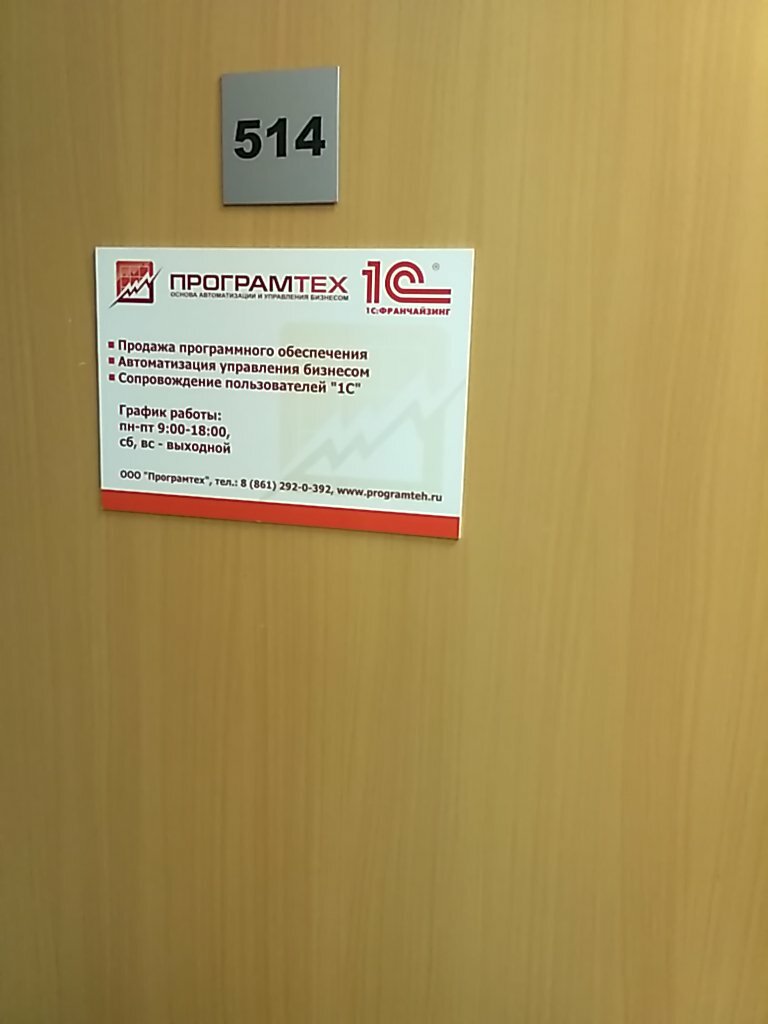 514
ПРОГРАМТЕХ
ОСНОВА АВТОМАТИЗАЦИИ И УПРАВЛЕНИЯ БИЗНЕСОМ
1С ®
1С:ФРАНЧАЙЗИНГ
▪ Продажа программного обеспечения
▪ Автоматизация управления бизнесом
▪ Сопровождение пользователей "1С"
График работы:
пн-пт 9:00-18:00,
сб, вс - выходной
ООО "Програмтех", тел.: 8 (861) 292-0-392, www.programteh.ru